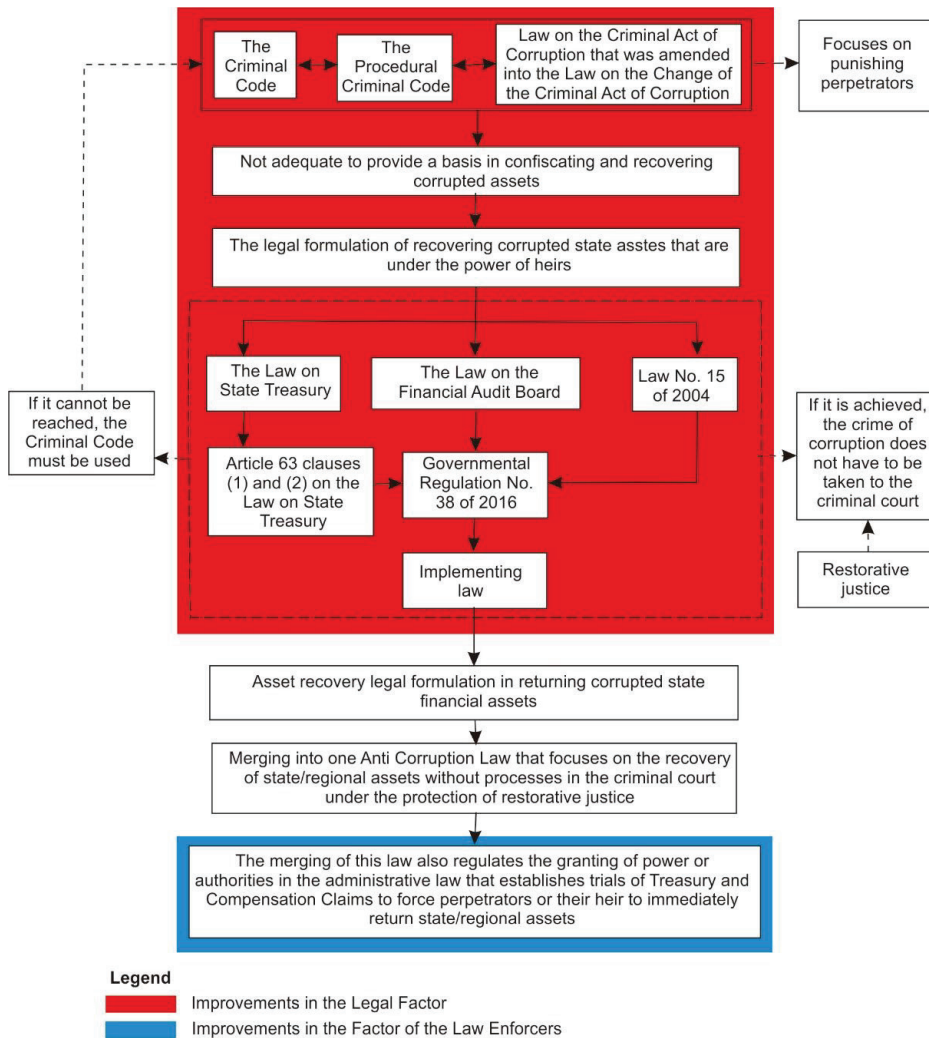 The
Criminal
Code
The
Procedural
Criminal Code
Law on the Criminal Act of
Corruption that was amended
into the Law on the Change of
the Criminal Act of Corruption
Focuses on
punishing
perpetrators
Not adequate to provide a basis in confiscating and recovering
corrupted assets
The legal formulation of recovering corrupted state asstes that are
under the power of heirs
The Law on
State Treasury
The Law on the
Financial Audit Board
Law No. 15
of 2004
If it cannot be
reached, the
Criminal Code
must be used
Article 63 clauses
(1) and (2) on the
Law on State
Treasury
Governmental
Regulation No.
38 of 2016
If it is achieved,
the crime of
corruption does
not have to be
taken to the
criminal court
Implementing
law
Restorative
justice
Asset recovery legal formulation in returning corrupted state
financial assets
Merging into one Anti Corruption Law that focuses on the recovery
of state/regional assets without processes in the criminal court
under the protection of restorative justice
The merging of this law also regulates the granting of power or
authorities in the administrative law that establishes trials of Treasury and
Compensation Claims to force perpetrators or their heir to immediately
return state/regional assets
Legend
Improvements in the Legal Factor
Improvements in the Factor of the Law Enforcers